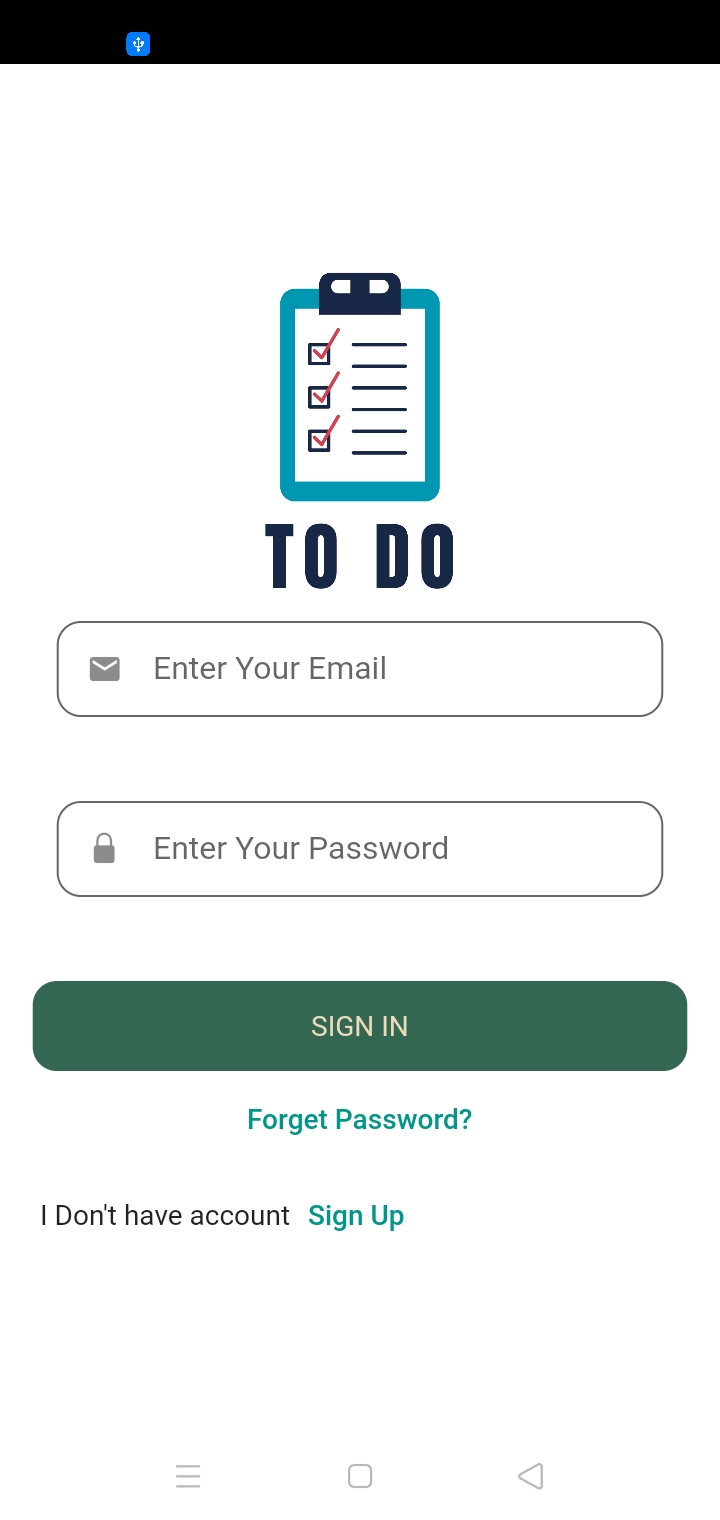 TO DO
Enter Your Email
Enter Your Password
SIGN IN
Forget Password?
I Don't have account Sign Up